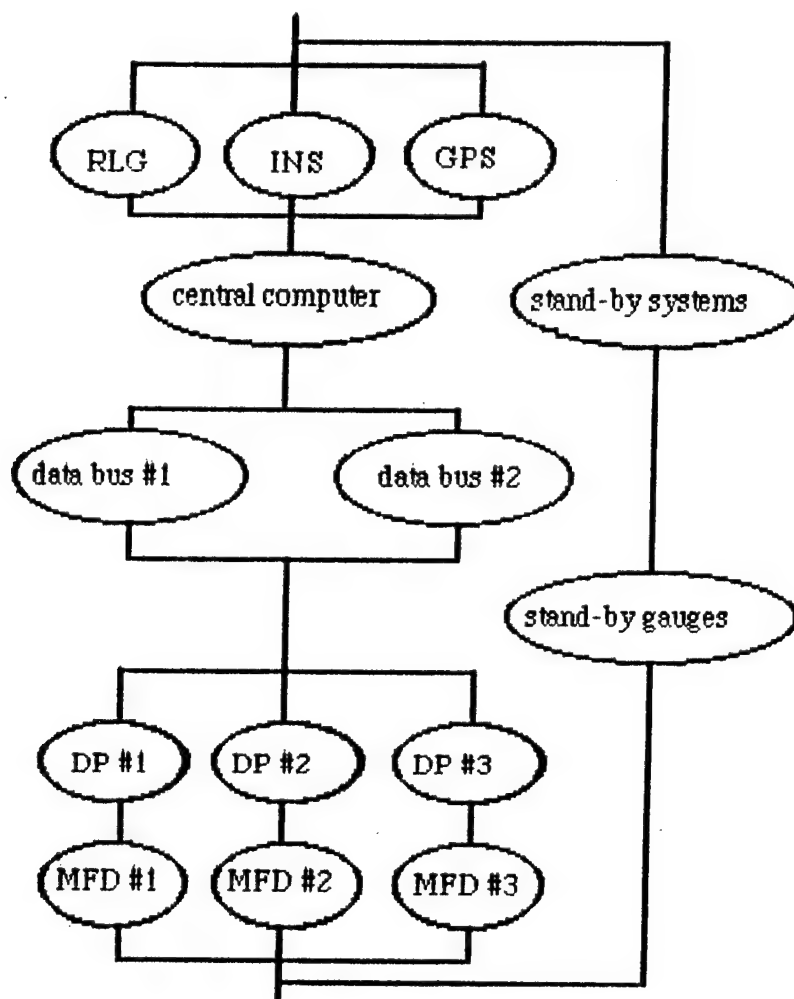 RLG INS GPS
central computer
stand-by systems
data bus #1 data bus #2
stand-by gauges
DP #1 DP #2 DP #3
MFD #1 MFD #2 MFD #3